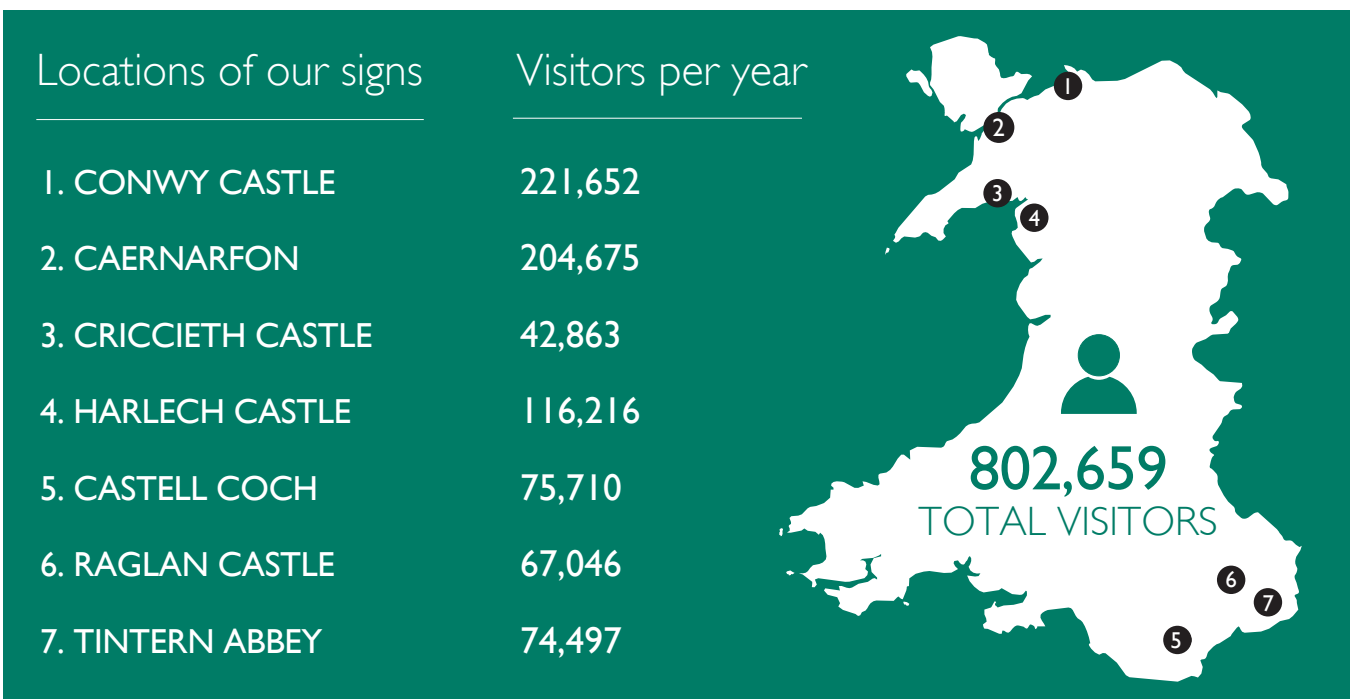 Locations of our signs Visitors per year
1. CONWY CASTLE 221,652
2. CAERNARFON 204,675
3. CRICCIETH CASTLE 42,863
4. HARLECH CASTLE 116,216
5. CASTELL COCH 75,710
6. RAGLAN CASTLE 67,046
7. TINTERN ABBEY 74,497
1
2
3
4
802,659
TOTAL VISITORS
6
7
5